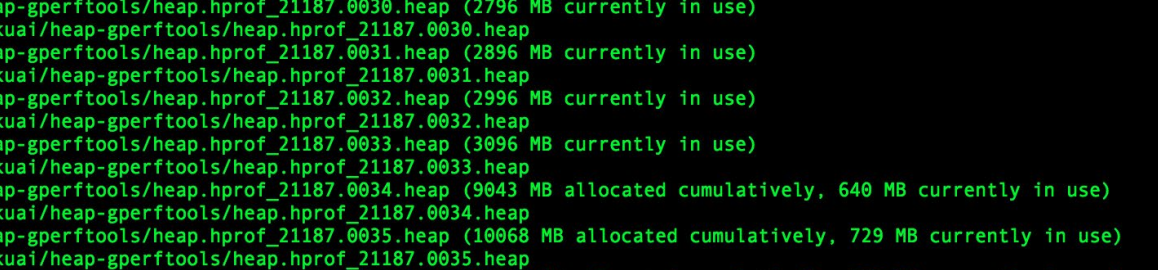 ap-gperftools/heap.hprof_21187.0030.heap (2796 MB currently in use)
kuai/heap-gperftools/heap.hprof_21187.0030.heap
ap-gperftools/heap.hprof_21187.0031.heap (2896 MB currently in use)
kuai/heap-gperftools/heap.hprof_21187.0031.heap
ap-gperftools/heap.hprof_21187.0032.heap (2996 MB currently in use)
kuai/heap-gperftools/heap.hprof_21187.0032.heap
ap-gperftools/heap.hprof_21187.0033.heap (3096 MB currently in use)
kuai/heap-gperftools/heap.hprof_21187.0033.heap
ap-gperftools/heap.hprof_21187.0034.heap (9043 MB allocated cumulatively, 640 MB currently in use)
kuai/heap-gperftools/heap.hprof_21187.0034.heap
ap-gperftools/heap.hprof_21187.0035.heap (10068 MB allocated cumulatively, 729 MB currently in use)
kuai/heap-gperftools/heap.hprof_21187.0035.heap